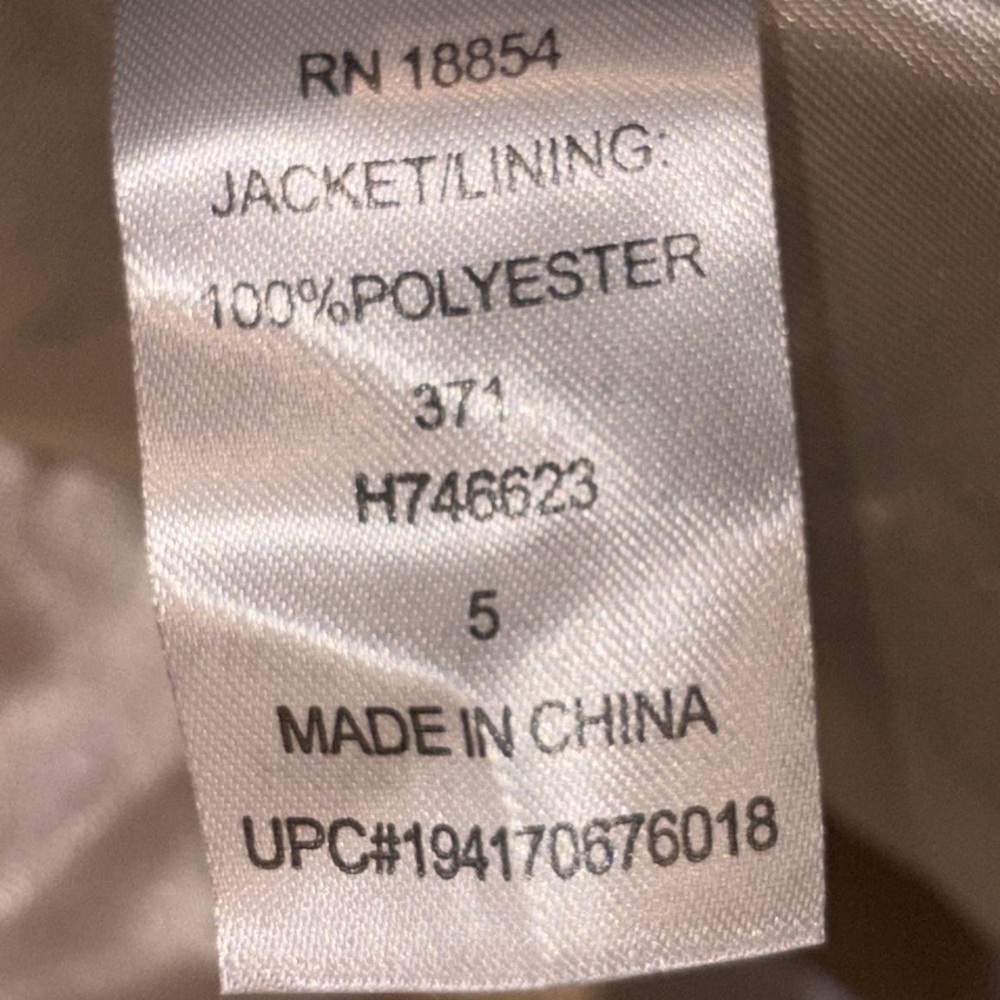 RN 18854
JACKET/LINING:
100%POLYESTER
371
H746623
5
MADE IN CHINA
UPC#194170676018